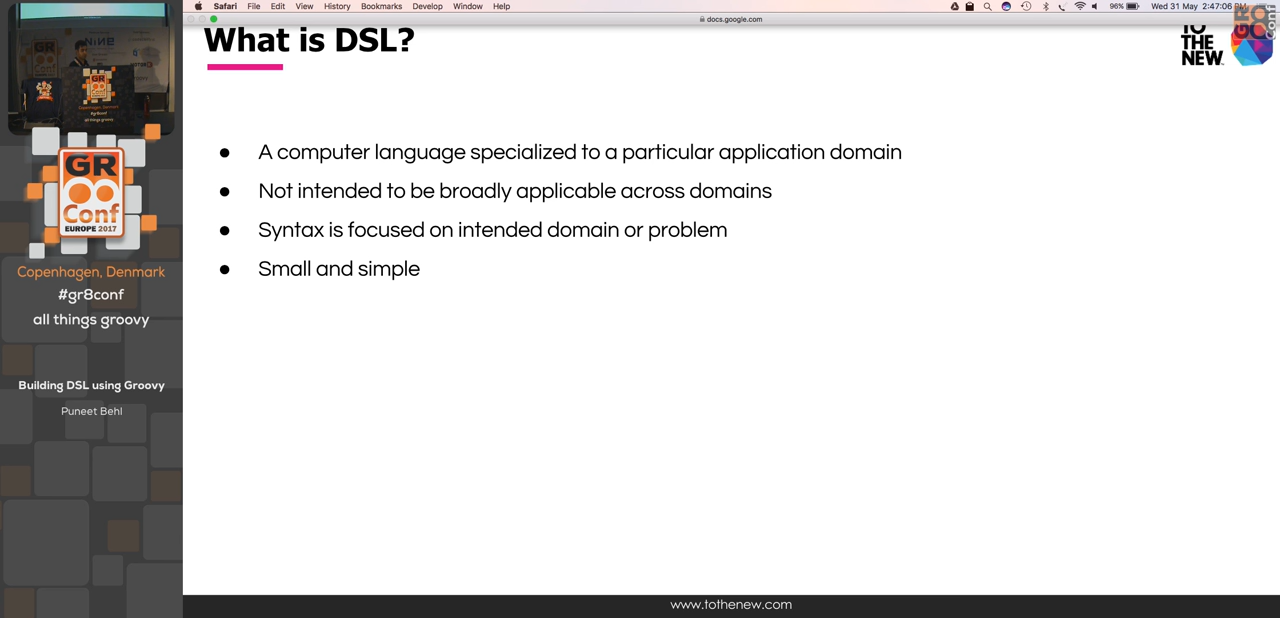 Safari File Edit View History Bookmarks Develop Window Help
96% Wed 31 May 2:47:06
docs.google.com
What is DSL?
TO
THE
NEW.
● A computer language specialized to a particular application domain
● Not intended to be broadly applicable across domains
● Syntax is focused on intended domain or problem
● Small and simple
www.tothenew.com
GR
Conf
EUROPE 2017
Copenhagen, Denmark
#gr8conf
all things groovy
Building DSL using Groovy
Puneet Behl